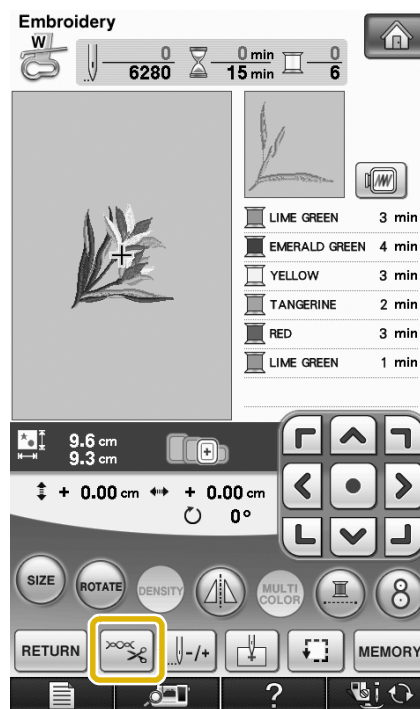 Embroidery
W
0
6280
0 min
15 min
0
6
LIME GREEN 3 min
EMERALD GREEN 4 min
YELLOW 3 min
TANGERINE 2 min
RED 3 min
LIME GREEN 1 min
9.6 cm
9.3 cm
+ 0.00 cm + 0.00 cm
0°
SIZE ROTATE DENSITY MULTI
COLOR 8
RETURN -/+ MEMORY
?